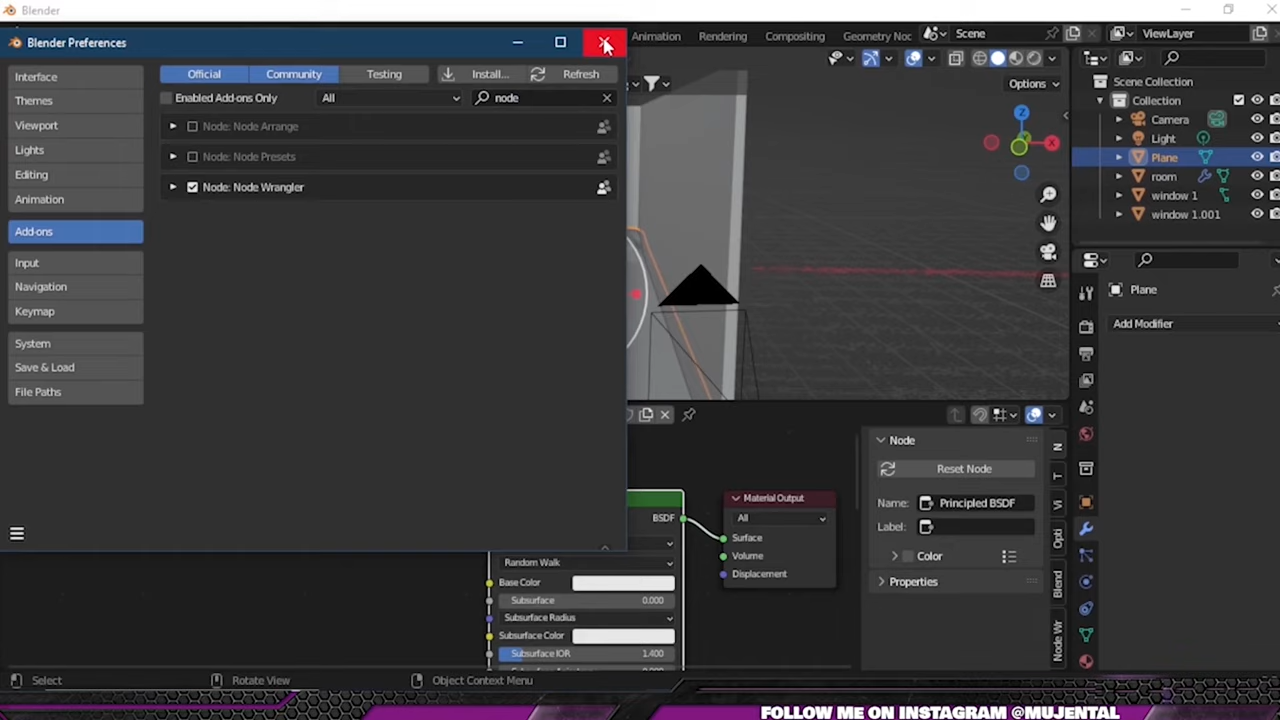 Blender
Blender Preferences
Animation Rendering Compositing Geometry Noc Scene ViewLayer
Interface
Themes
Viewport
Lights
Editing
Animation
Add-ons
Input
Navigation
Keymap
System
Save & Load
File Paths
Official Community Testing Install... Refresh
Enabled Add-ons Only All node
Node: Node Arrange
Node: Node Presets
Node: Node Wrangler
Options
Z
Scene Collection
Collection
Camera
Light
Plane
room
window 1
window 1.001
Plane
Add Modifier
BSDF
Random Walk
Base Color
Subsurface 0.000
Subsurface Radius
Subsurface Color
Subsurface IOR 1.400
Material Output
All
Surface
Volume
Displacement
Node
Reset Node
Name: Principled BSDF
Label:
Color
Properties
N
T
Vi
Opti
Blend
Node Wr
Select Rotate View Object Context Menu
FOLLOW ME ON INSTAGRAM @MUJENTAL